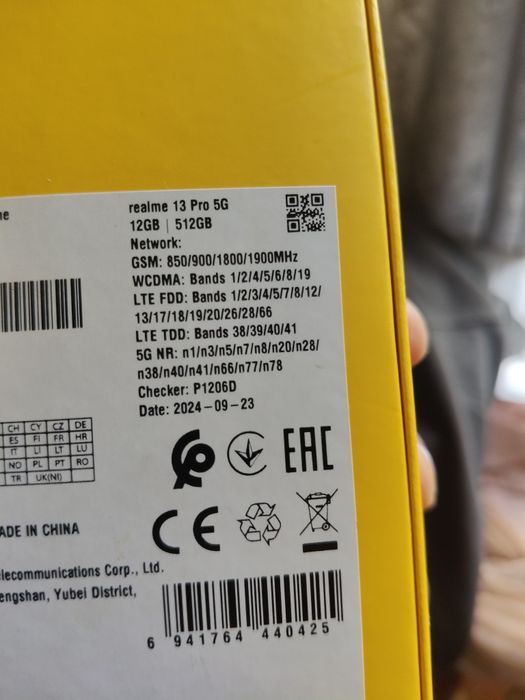 realme 13 Pro 5G
12GB | 512GB
Network:
GSM: 850/900/1800/1900MHz
WCDMA: Bands 1/2/4/5/6/8/19
LTE FDD: Bands 1/2/3/4/5/7/8/12/
13/17/18/19/20/26/28/66
LTE TDD: Bands 38/39/40/41
5G NR: n1/n3/n5/n7/n8/n20/n28/
n38/n40/n41/n66/n77/n78
Checker: P1206D
Date: 2024-09-23
CH CY CZ DE
ES FI FR HR
IT LI LT LU
NO PL PT RO
TR UK(NI)
EAC
CE
MADE IN CHINA
elecommunications Corp., Ltd.
engshan, Yubei District,
6 941764 440425